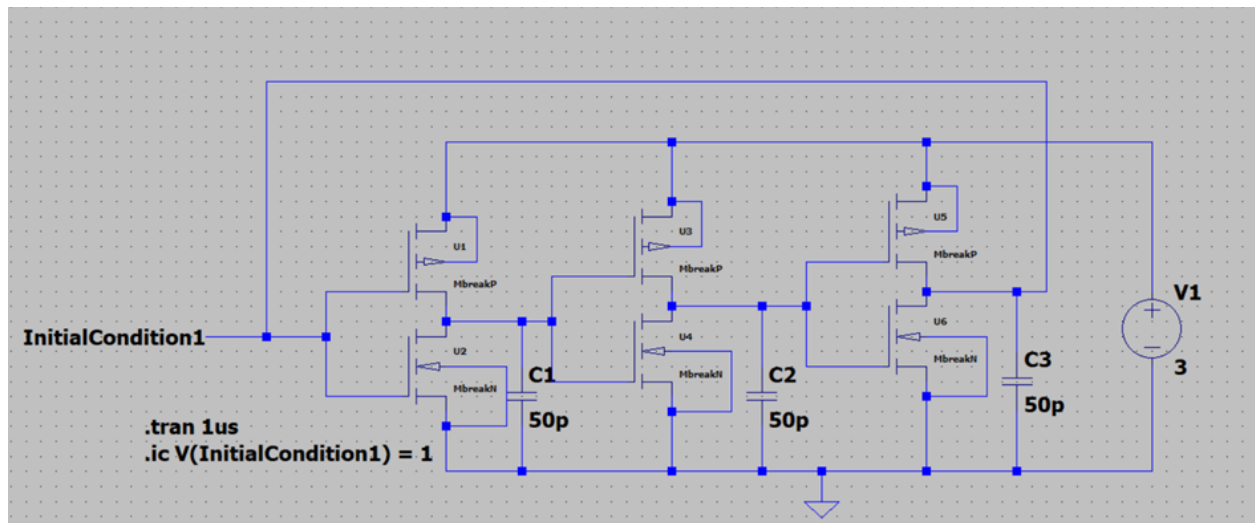 U1
MbreakP
U3
MbreakP
U5
MbreakP
InitialCondition1
U2
MbreakN
C1
50p
U4
MbreakN
C2
50p
U6
MbreakN
C3
50p
V1
3
.tran 1us
.ic V(InitialCondition1) = 1